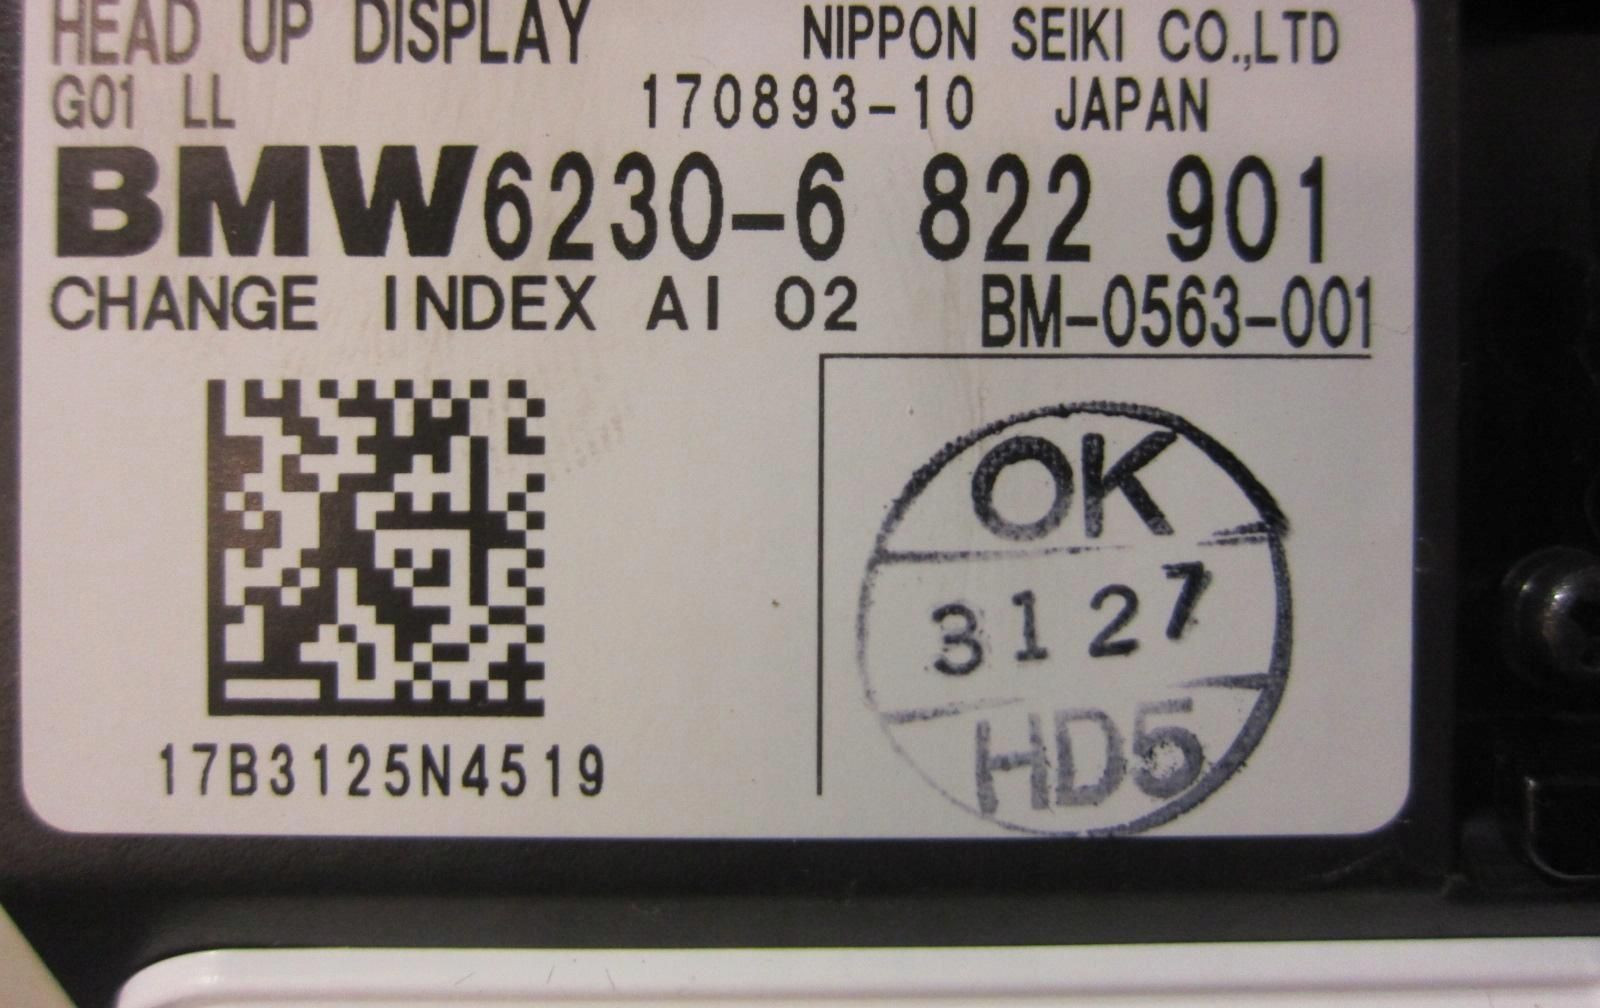 HEAD UP DISPLAY NIPPON SEIKI CO.,LTD
G01 LL 170893-10 JAPAN
BMW6230-6 822 901
CHANGE INDEX AI 02 BM-0563-001
OK
3127
HD5
17B3125N4519